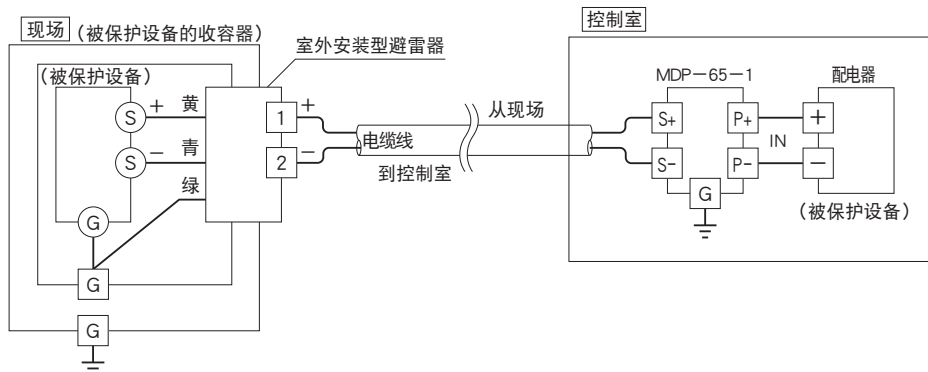 现场 (被保护设备的收容器)
室外安装型避雷器
(被保护设备)
S + 黄
S - 青
绿
G
G
G
1 +
2 -
电缆线
从现场
到控制室
控制室
MDP-65-1
配电器
S+ P+ +
IN
S- P- -
G
(被保护设备)